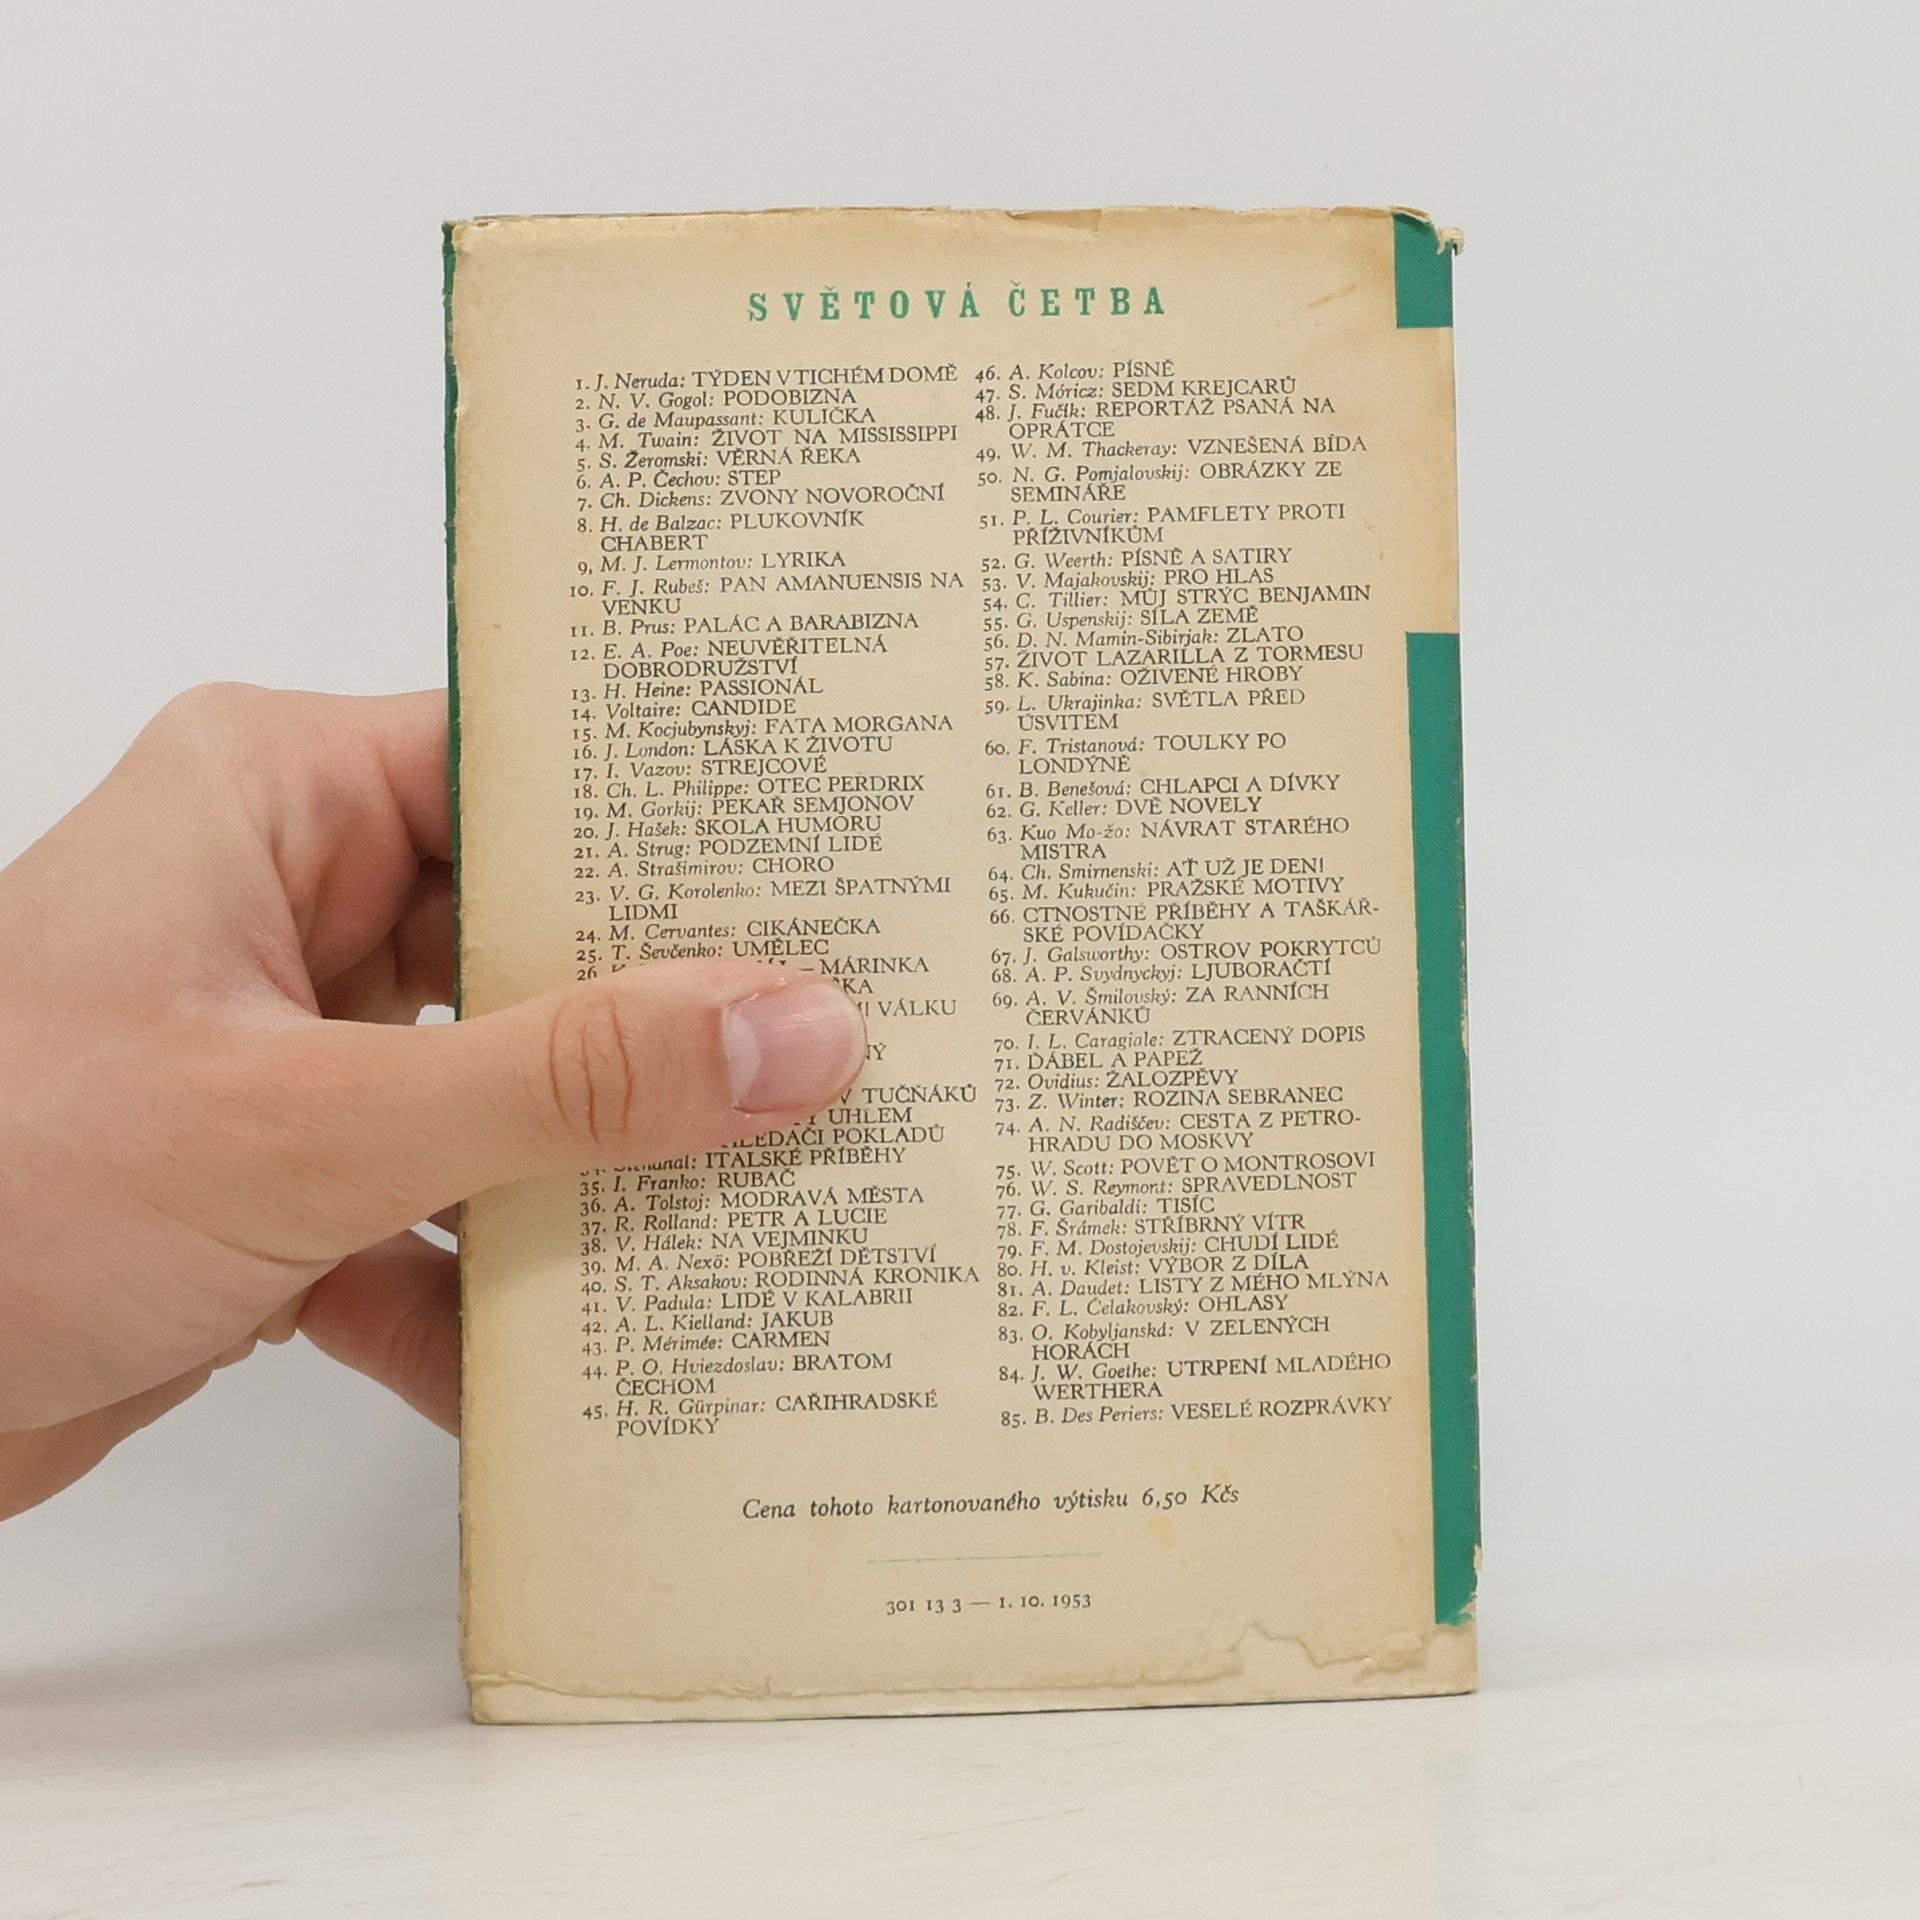 SVĚTOVÁ ČETBA
1. J. Neruda: TÝDEN V TICHÉM DOMĚ
2. N. V. Gogol: PODOBIZNA
3. G. de Maupassant: KULIČKA
4. M. Twain: ŽIVOT NA MISSISSIPPI
5. S. Žeromski: VĚRNÁ ŘEKA
6. A. P. Čechov: STEP
7. Ch. Dickens: ZVONY NOVOROČNÍ
8. H. de Balzac: PLUKOVNÍK
CHABERT
9, M. J. Lermontov: LYRIKA
10. F. J. Rubeš: PAN AMANUENSIS NA
VENKU
11. B. Prus: PALÁC A BARABIZNA
12. E. A. Poe: NEUVĚŘITELNÁ
DOBRODRUŽSTVÍ
13. H. Heine: PASSIONÁL
14. Voltaire: CANDIDE
15. M. Kocjubynskyj: FATA MORGANA
16. J. London: LÁSKA K ŽIVOTU
17. I. Vazov: STREJCOVÉ
18. Ch. L. Philippe: OTEC PERDRIX
19. M. Gorkij: PEKAŘ SEMJONOV
20. J. Hašek: ŠKOLA HUMORU
21. A. Strug: PODZEMNÍ LIDÉ
22. A. Strašimirov: CHORO
23. V. G. Korolenko: MEZI ŠPATNÝMI
LIDMI
24. M. Cervantes: CIKÁNEČKA
25. T. Ševčenko: UMĚLEC
26 – MÁRINKA
VÁLKU
V TUČŇÁKŮ
UHLEM
POKLADŮ
ITALSKÉ PŘÍBĚHY
35. I. Franko: RUBAČ
36. A. Tolstoj: MODRAVÁ MĚSTA
37. R. Rolland: PETR A LUCIE
38. V. Hálek: NA VEJMINKU
39. M. A. Nexö: POBŘEŽÍ DĚTSTVÍ
40. S. T. Aksakov: RODINNÁ KRONIKA
41. V. Padula: LIDÉ V KALABRII
42. A. L. Kielland: JAKUB
43. P. Mérimée: CARMEN
44. P. O. Hviezdoslav: BRATOM
ČECHOM
45. H. R. Gürpinar: CAŘIHRADSKÉ
POVÍDKY
46. A. Kolcov: PÍSNĚ
47. S. Móricz: SEDM KREJCARŮ
48. J. Fučík: REPORTÁŽ PSANÁ NA
OPRÁTCE
49. W. M. Thackeray: VZNEŠENÁ BÍDA
50. N. G. Pomjalovskij: OBRÁZKY ZE
SEMINÁŘE
51. P. L. Courier: PAMFLETY PROTI
PŘÍŽIVNÍKŮM
52. G. Weerth: PÍSNĚ A SATIRY
53. V. Majakovskij: PRO HLAS
54. C. Tillier: MŮJ STRÝC BENJAMIN
55. G. Uspenskij: SÍLA ZEMĚ
56. D. N. Mamin-Sibirjak: ZLATO
57. ŽIVOT LAZARILLA Z TORMESU
58. K. Sabina: OŽIVENÉ HROBY
59. L. Ukrajinka: SVĚTLA PŘED
ÚSVITEM
60. F. Tristanová: TOULKY PO
LONDÝNĚ
61. B. Benešová: CHLAPCI A DÍVKY
62. G. Keller: DVĚ NOVELY
63. Kuo Mo-žo: NÁVRAT STARÉHO
MISTRA
64. Ch. Smirnenski: AŤ UŽ JE DEN!
65. M. Kukučín: PRAŽSKÉ MOTIVY
66. CTNOSTNÉ PŘÍBĚHY A TAŠKÁŘ-
SKÉ POVÍDAČKY
67. J. Galsworthy: OSTROV POKRYTCŮ
68. A. P. Svydnyckyj: LJUBORAČTÍ
69. A. V. Šmilovský: ZA RANNÍCH
ČERVÁNKŮ
70. I. L. Caragiale: ZTRACENÝ DOPIS
71. ĎÁBEL A PAPEŽ
72. Ovidius: ŽALOZPĚVY
73. Z. Winter: ROZINA SEBRANEC
74. A. N. Radiščev: CESTA Z PETRO-
HRADU DO MOSKVY
75. W. Scott: POVĚT O MONTROSOVI
76. W. S. Reymont: SPRAVEDLNOST
77. G. Garibaldi: TISÍC
78. F. Šrámek: STŘÍBRNÝ VÍTR
79. F. M. Dostojevskij: CHUDÍ LIDÉ
80. H. v. Kleist: VÝBOR Z DÍLA
81. A. Daudet: LISTY Z MÉHO MLÝNA
82. F. L. Čelakovský: OHLASY
83. O. Kobyljanská: V ZELENÝCH
HORÁCH
84. J. W. Goethe: UTRPENÍ MLADÉHO
WERTHERA
85. B. Des Periers: VESELÉ ROZPRÁVKY
Cena tohoto kartonovaného výtisku 6,50 Kčs
301 13 3 — 1. 10. 1953